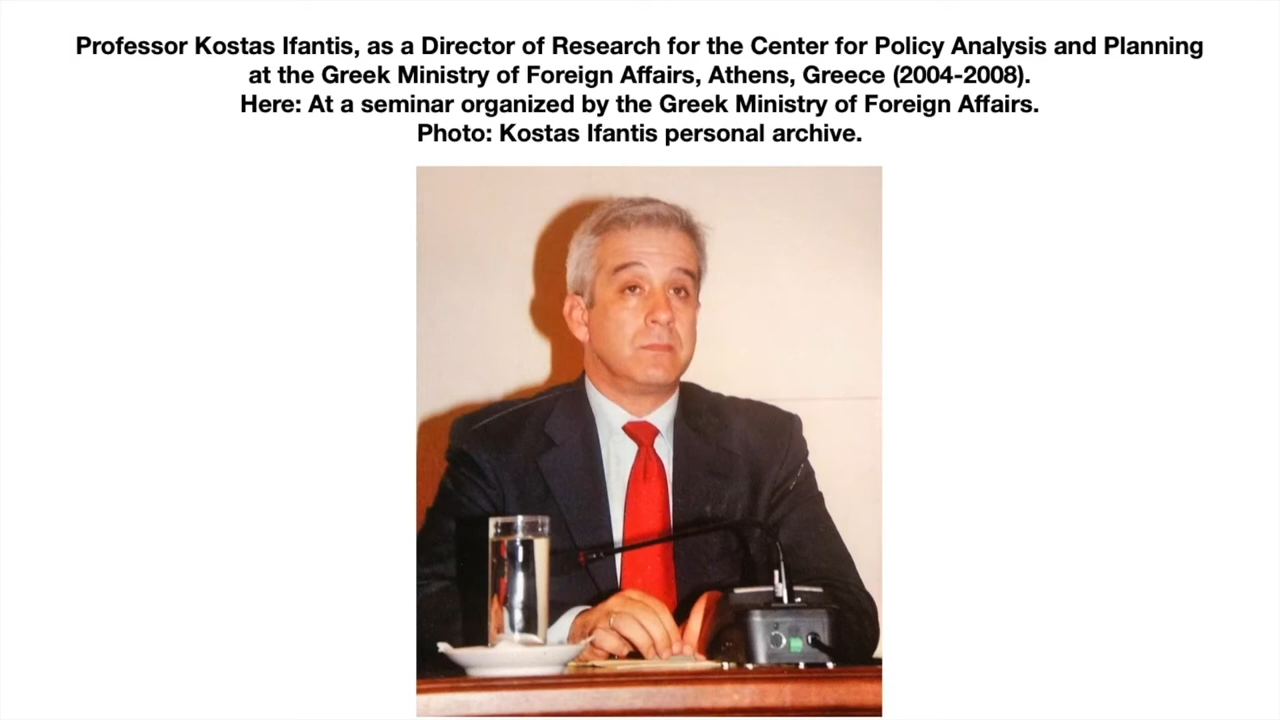 Professor Kostas Ifantis, as a Director of Research for the Center for Policy Analysis and Planning
at the Greek Ministry of Foreign Affairs, Athens, Greece (2004-2008).
Here: At a seminar organized by the Greek Ministry of Foreign Affairs.
Photo: Kostas Ifantis personal archive.